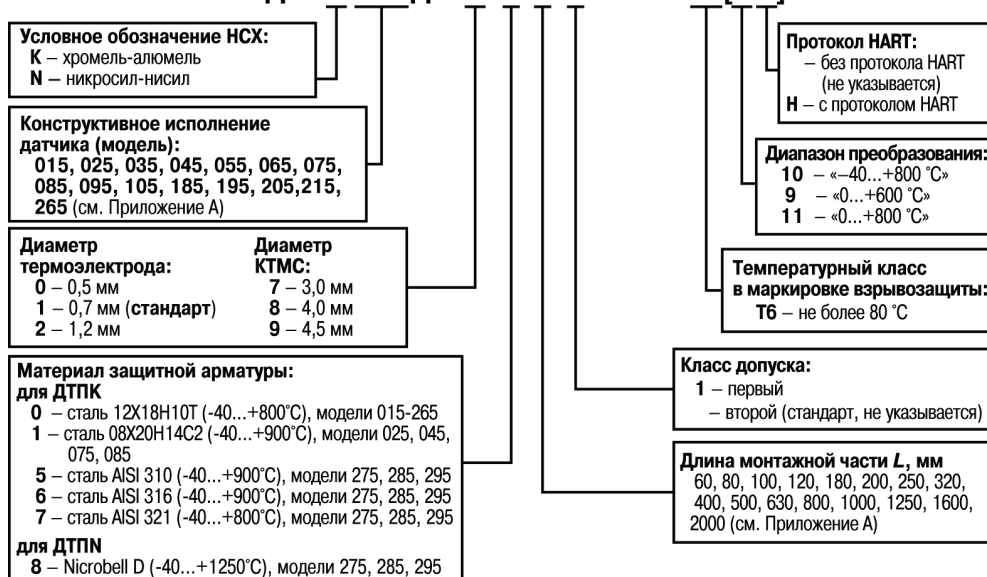 Условное обозначение НСХ:
К – хромель-алюмель
N – никросил-нисил
Конструктивное исполнение
датчика (модель):
015, 025, 035, 045, 055, 065, 075,
085, 095, 105, 185, 195, 205,215,
265 (см. Приложение А)
Диаметр
термоэлектрода:
0 – 0,5 мм
1 – 0,7 мм (стандарт)
2 – 1,2 мм
Диаметр
КТМС:
7 – 3,0 мм
8 – 4,0 мм
9 – 4,5 мм
Материал защитной арматуры:
для ДТПК
0 – сталь 12Х18Н10Т (-40...+800°С), модели 015-265
1 – сталь 08Х20Н14С2 (-40...+900°С), модели 025, 045,
075, 085
5 – сталь AISI 310 (-40...+900°С), модели 275, 285, 295
6 – сталь AISI 316 (-40...+900°С), модели 275, 285, 295
7 – сталь AISI 321 (-40...+800°С), модели 275, 285, 295
для ДТПN
8 – Nicrobell D (-40...+1250°С), модели 275, 285, 295
Протокол HART:
– без протокола HART
(не указывается)
Н – с протоколом HART
Диапазон преобразования:
10 – «–40...+800 °С»
9 – «0...+600 °С»
11 – «0...+800 °С»
Температурный класс
в маркировке взрывозащиты:
Т6 – не более 80 °С
Класс допуска:
1 – первый
– второй (стандарт, не указывается)
Длина монтажной части L, мм
60, 80, 100, 120, 180, 200, 250, 320,
400, 500, 630, 800, 1000, 1250, 1600,
2000 (см. Приложение А)